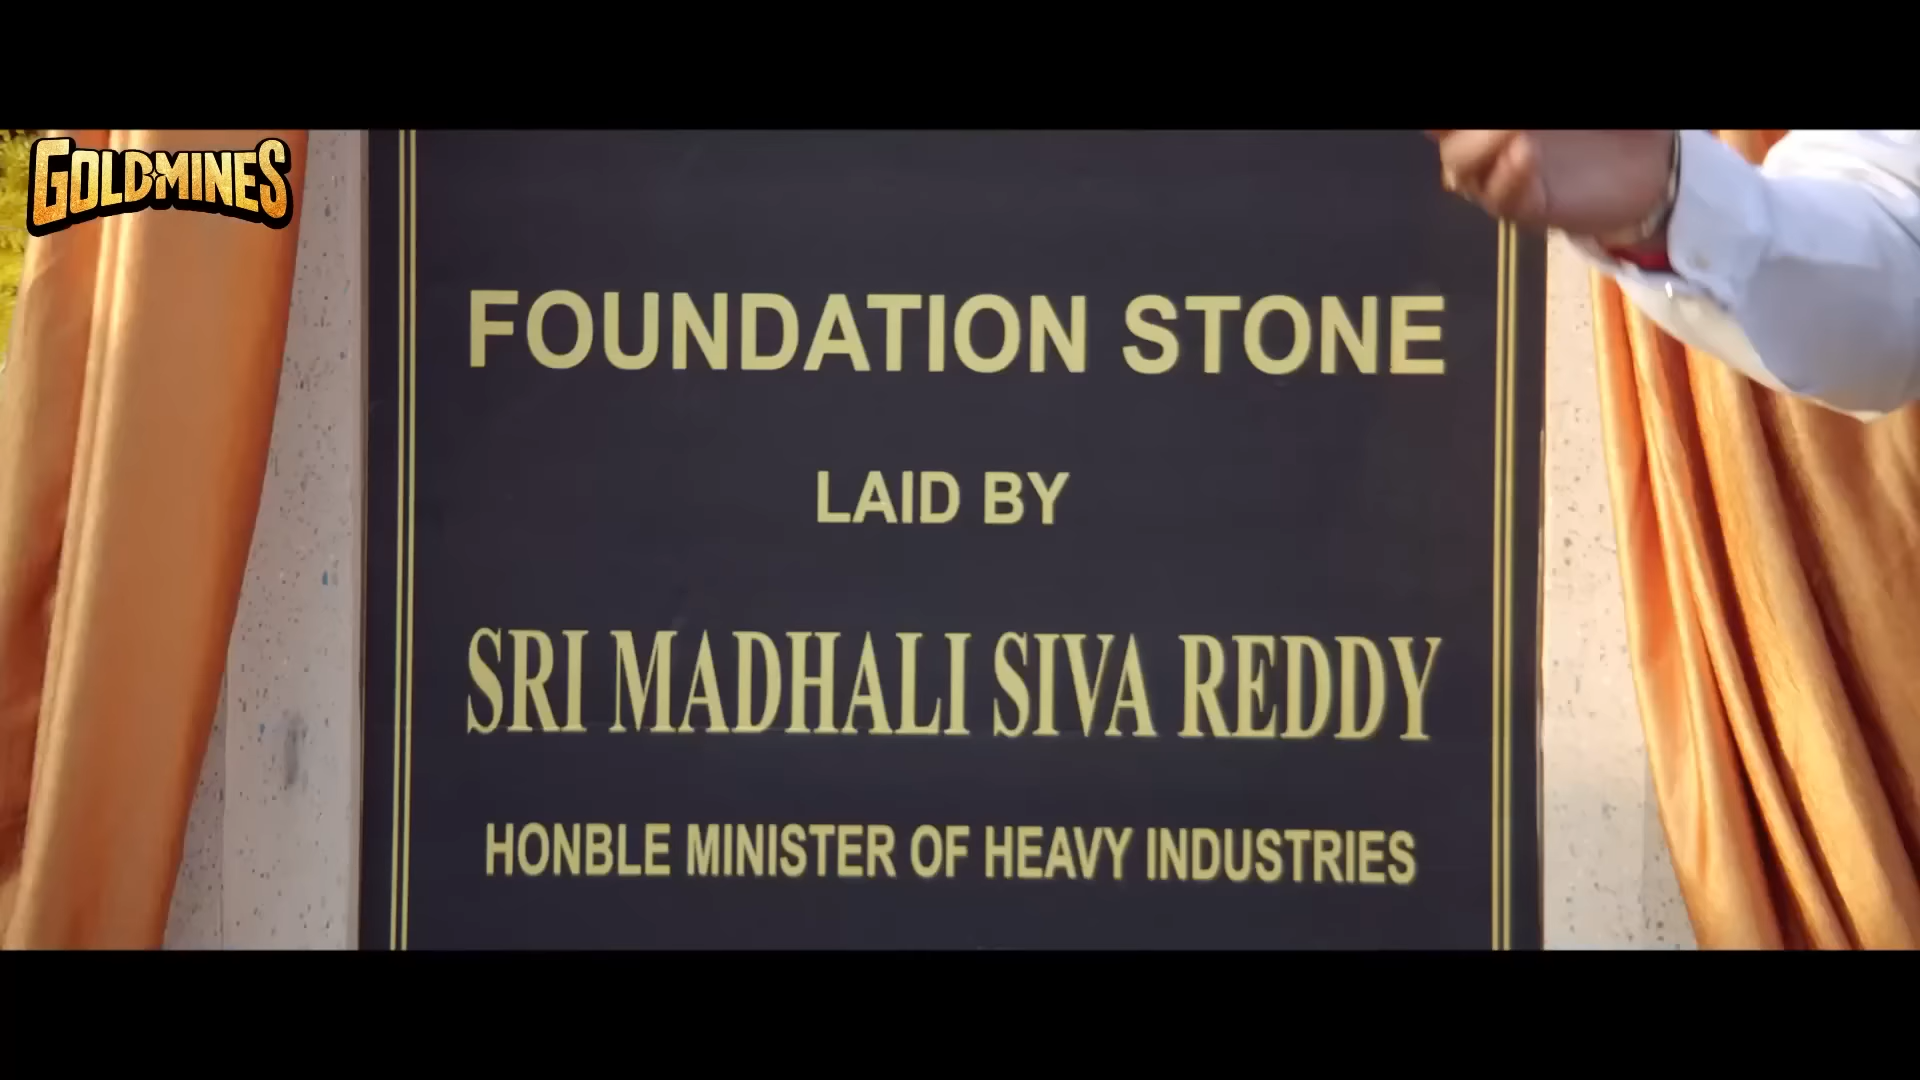 GOLDMINES
FOUNDATION STONE
LAID BY
SRI MADHALI SIVA REDDY
HONBLE MINISTER OF HEAVY INDUSTRIES